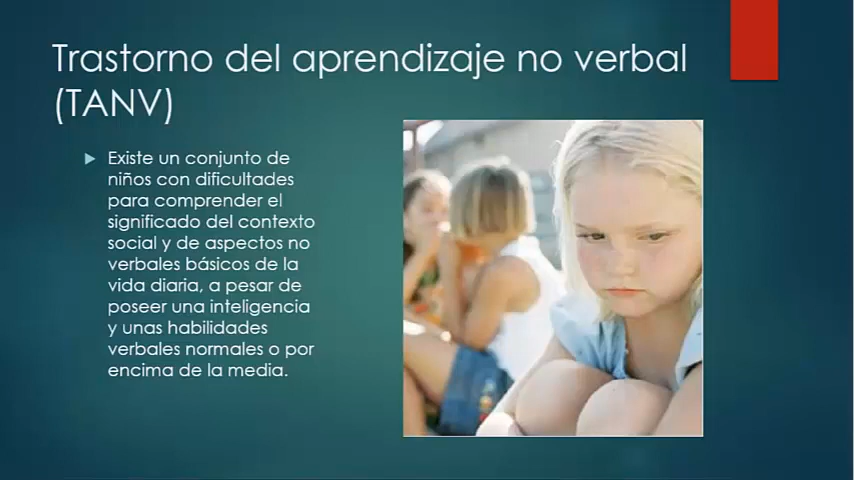 Trastorno del aprendizaje no verbal
(TANV)
Existe un conjunto de
niños con dificultades
para comprender el
significado del contexto
social y de aspectos no
verbales básicos de la
vida diaria, a pesar de
poseer una inteligencia
y unas habilidades
verbales normales o por
encima de la media.